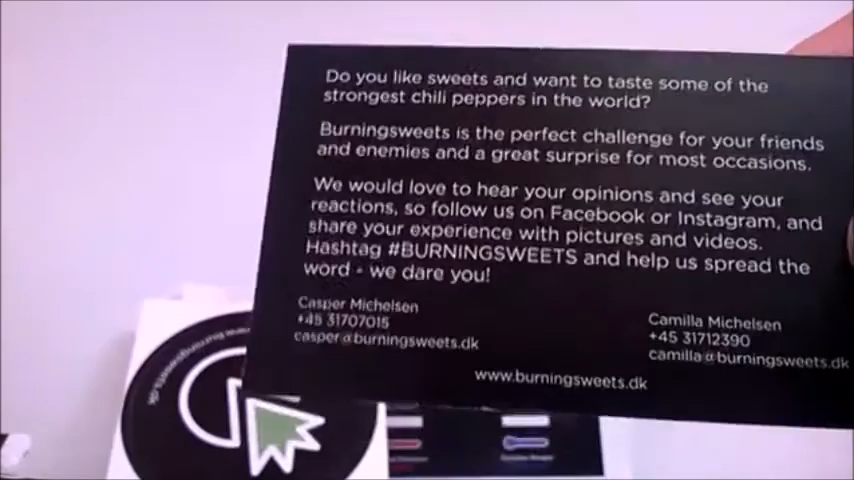 Do you like sweets and want to taste some of the
strongest chili peppers in the world?
Burningsweets is the perfect challenge for your friends
and enemies and a great surprise for most occasions.
We would love to hear your opinions and see your
reactions, so follow us on Facebook or Instagram, and
share your experience with pictures and videos.
Hashtag #BURNINGSWEETS and help us spread the
word - we dare you!
Casper Michelsen
+45 31707015
casper@burningsweets.dk
Camilla Michelsen
+45 31712390
camilla@burningsweets.dk
www.burningsweets.dk